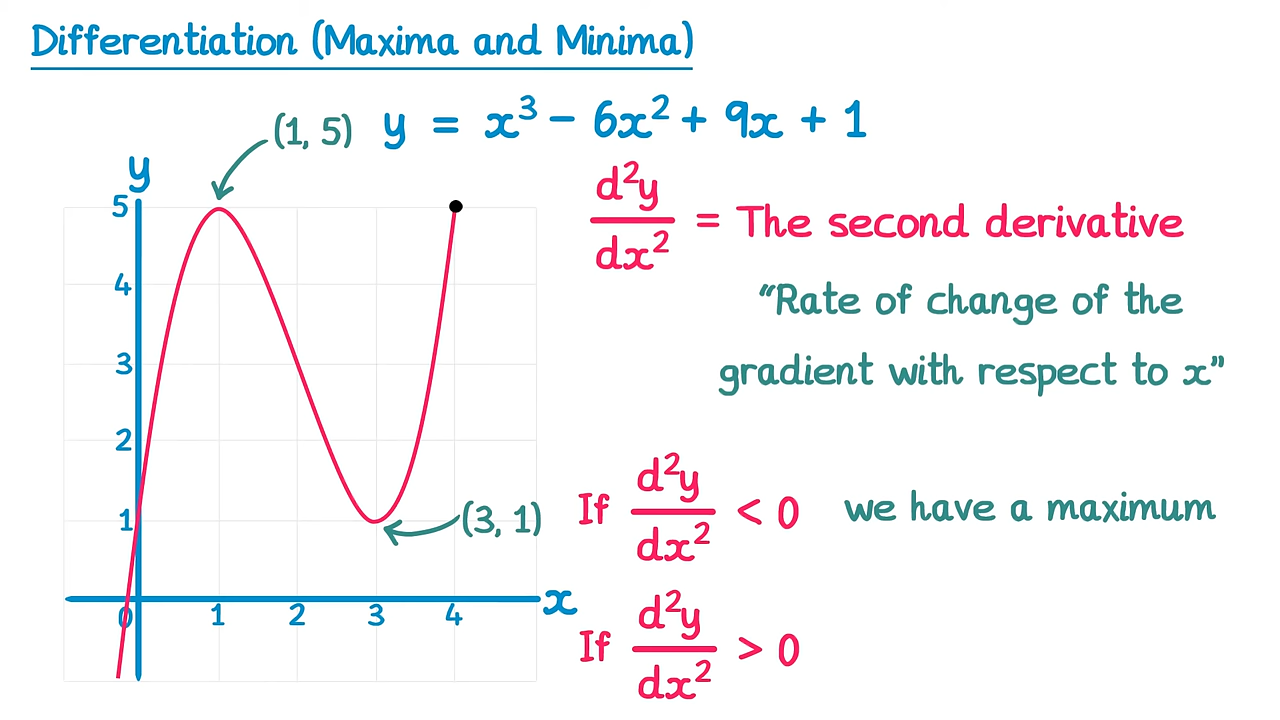 Differentiation (Maxima and Minima)
(1, 5)
y = x³ − 6x² + 9x + 1
y
5
4
3
2
1
0
1
2
3
4
x
(3, 1)
d²y
dx²
= The second derivative
“Rate of change of the
gradient with respect to x”
If d²y/dx² < 0 we have a maximum
If d²y/dx² > 0